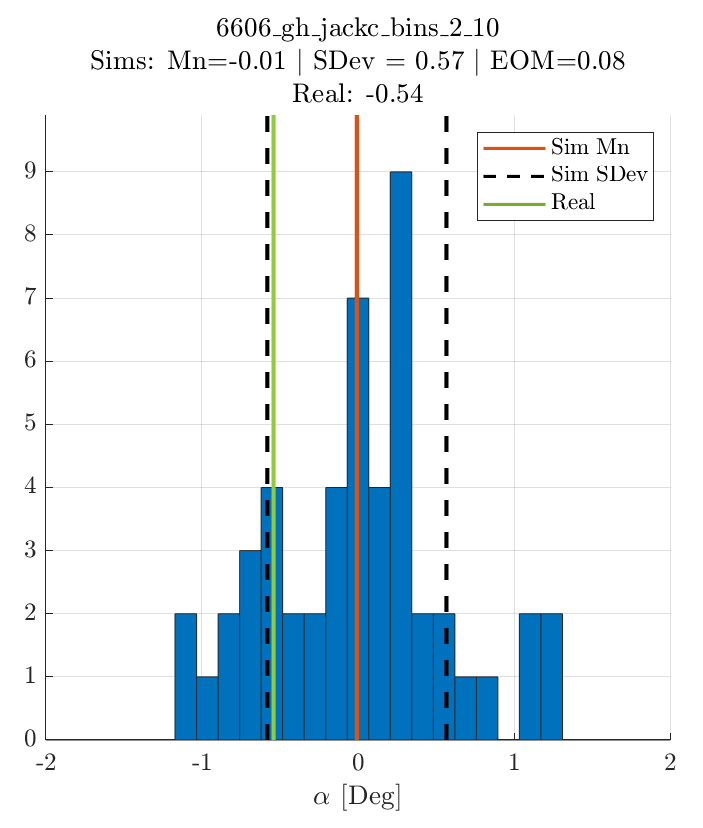 6606_gh_jackc_bins_2_10
Sims: Mn=-0.01 | SDev = 0.57 | EOM=0.08
Real: -0.54
Sim Mn
Sim SDev
Real
9
8
7
6
5
4
3
2
1
0
-2 -1 0 1 2
α [Deg]